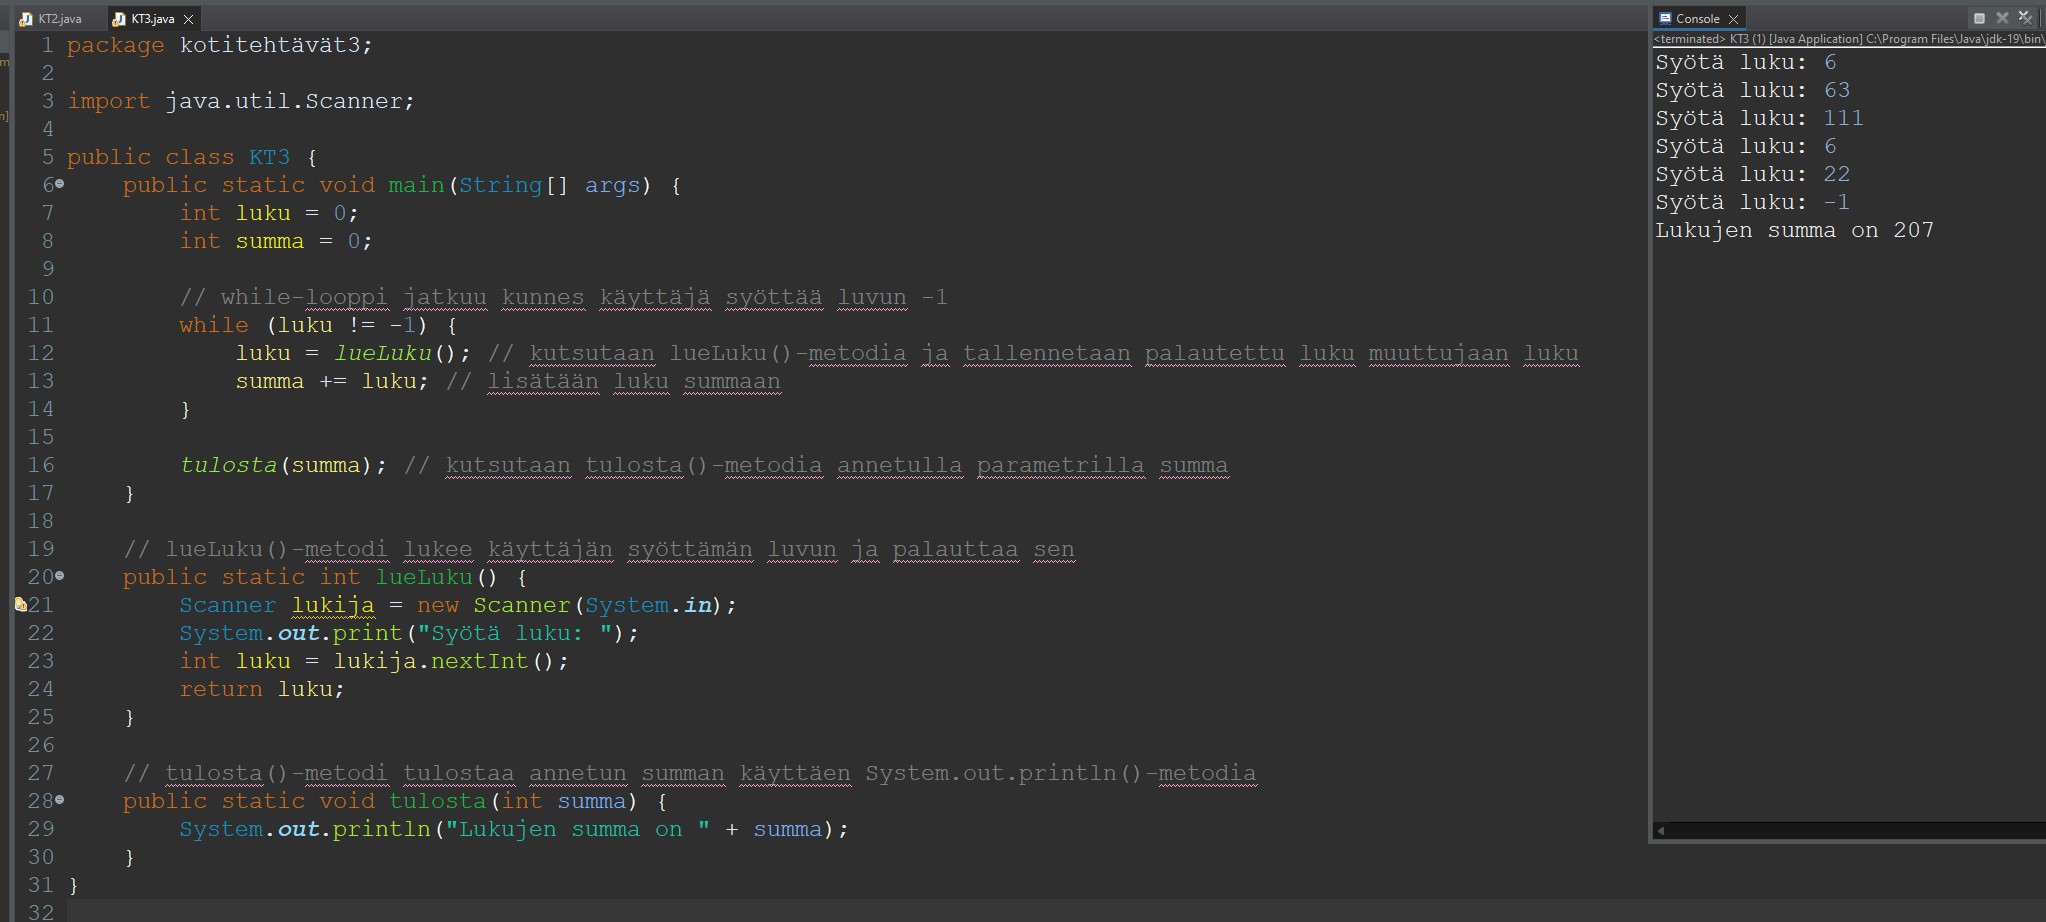 KT2.java
KT3.java
1 package kotitehtävät3;
2
3 import java.util.Scanner;
4
5 public class KT3 {
6     public static void main(String[] args) {
7         int luku = 0;
8         int summa = 0;
9
10         // while-looppi jatkuu kunnes käyttäjä syöttää luvun -1
11         while (luku != -1) {
12             luku = lueLuku(); // kutsutaan lueLuku()-metodia ja tallennetaan palautettu luku muuttujaan luku
13             summa += luku; // lisätään luku summaan
14         }
15
16         tulosta(summa); // kutsutaan tulosta()-metodia annetulla parametrilla summa
17     }
18
19     // lueLuku()-metodi lukee käyttäjän syöttämän luvun ja palauttaa sen
20     public static int lueLuku() {
21         Scanner lukija = new Scanner(System.in);
22         System.out.print("Syötä luku: ");
23         int luku = lukija.nextInt();
24         return luku;
25     }
26
27     // tulosta()-metodi tulostaa annetun summan käyttäen System.out.println()-metodia
28     public static void tulosta(int summa) {
29         System.out.println("Lukujen summa on " + summa);
30     }
31 }
32
Console
<terminated> KT3 (1) [Java Application] C:\Program Files\Java\jdk-19\bin\
Syötä luku: 6
Syötä luku: 63
Syötä luku: 111
Syötä luku: 6
Syötä luku: 22
Syötä luku: -1
Lukujen summa on 207